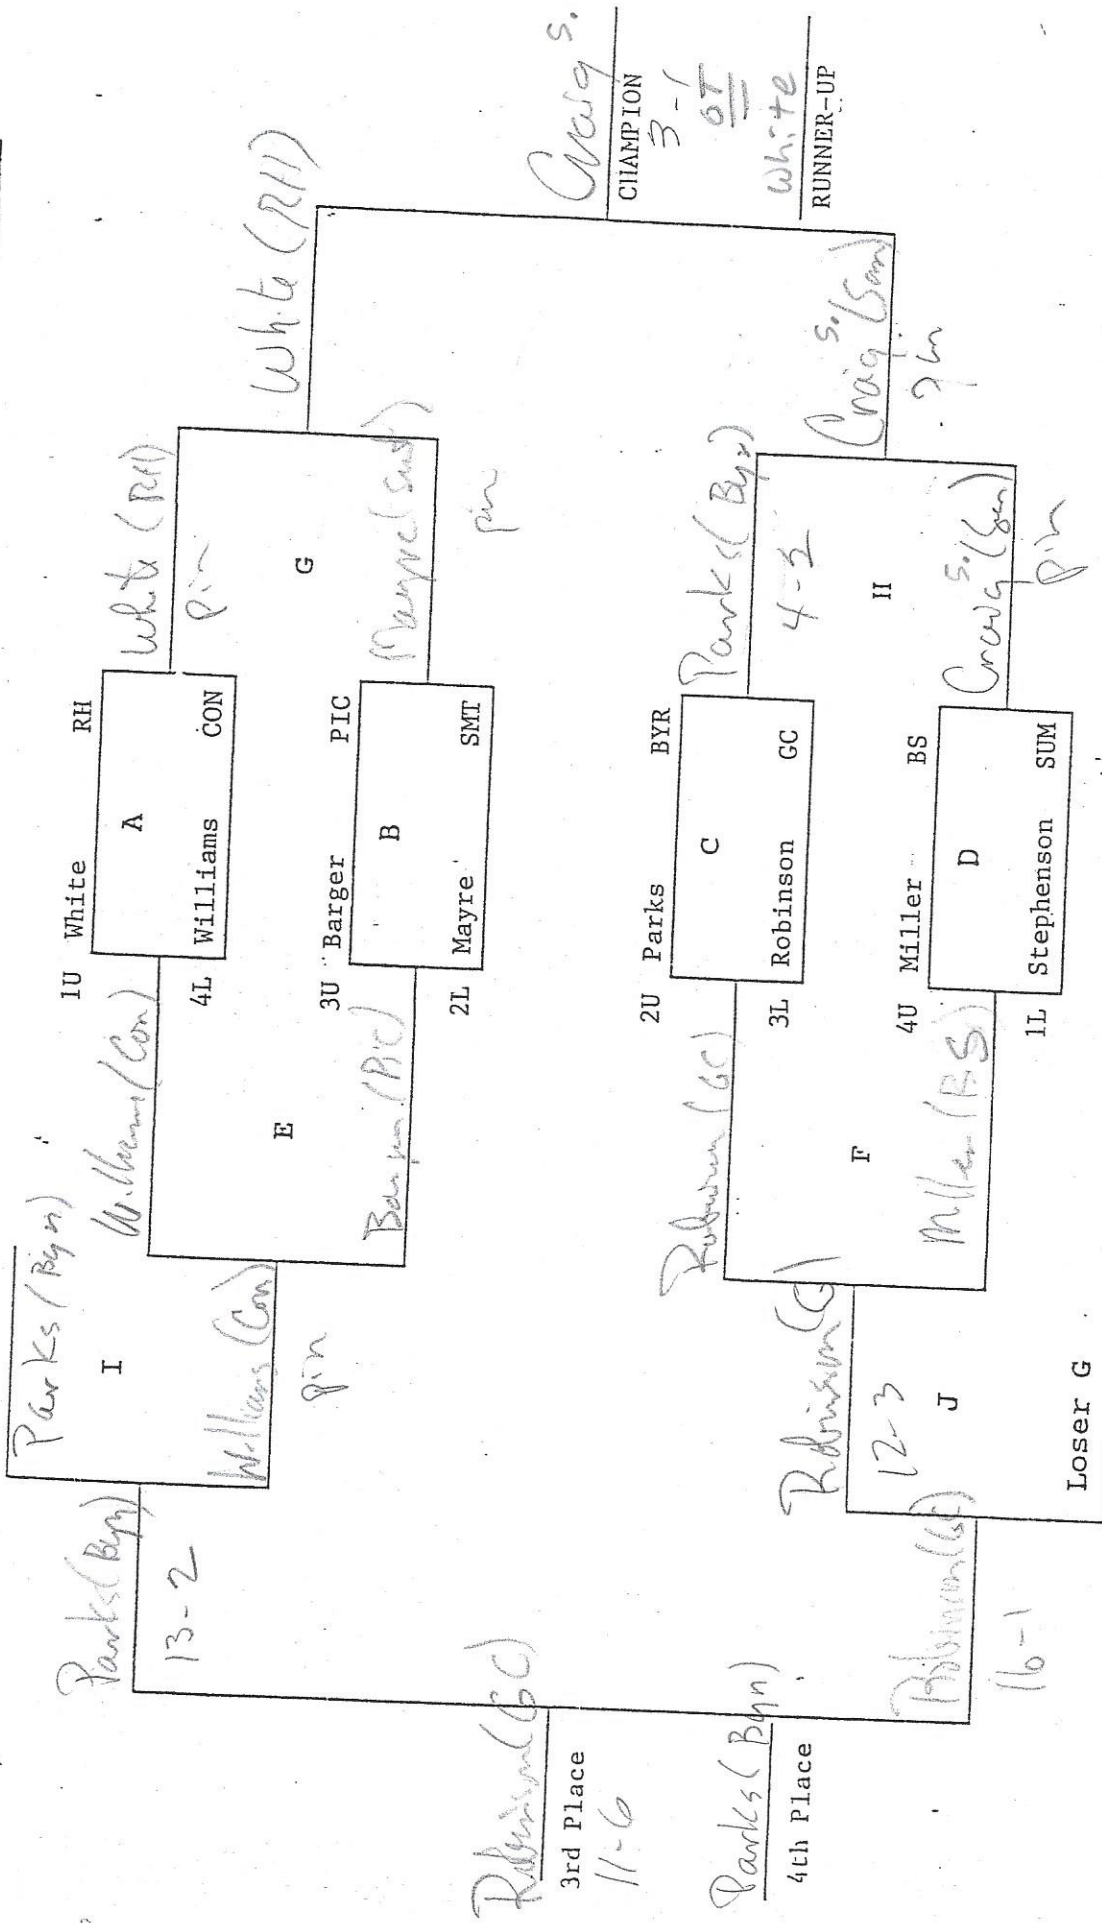 1U White RH
A
4L Williams CON
White (RH)
Pin
3U Barger PIC
B
2L Mayre SMT
Mayre (SMT)
pin
G
White (RH)
2U Parks BYR
C
3L Robinson GC
Parks (Byr)
4-2
4U Miller BS
D
1L Stephenson SUM
Craig S. (Sum)
Pin
H
Craig S. (Sum)
Pin
Craig S.
CHAMPION
3-1
OT
White
RUNNER-UP
Williams (Con)
E
Barger (Pic)
Williams (Con)
pin
Parks (Byr)
I
Parks (Byr)
13-2
Robinson (GC)
F
Miller (BS)
Robinson (G)
12-3
J
Loser G
Robinson (GC)
16-1
Robinson (GC)
3rd Place
11-6
Parks (Byr)
4th Place